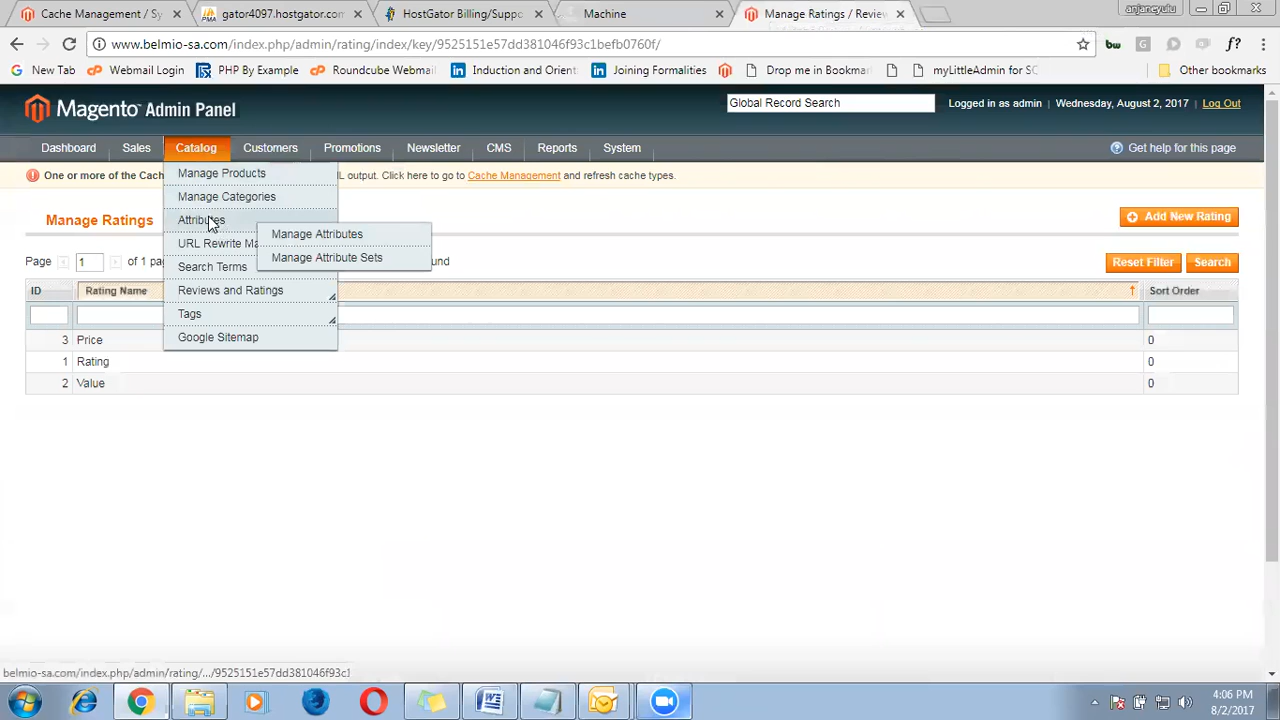 Cache Management / Sy
gator4097.hostgator.com
HostGator Billing/Suppo
Machine
Manage Ratings / Review
anjaneyulu
www.belmio-sa.com/index.php/admin/rating/index/key/9525151e57dd381046f93c1befb0760f/
New Tab
Webmail Login
PHP By Example
Roundcube Webmail
Induction and Orient
Joining Formalities
Drop me in Bookmar
myLittleAdmin for SQ
Other bookmarks
Magento Admin Panel
Global Record Search
Logged in as admin
Wednesday, August 2, 2017
Log Out
Dashboard
Sales
Catalog
Customers
Promotions
Newsletter
CMS
Reports
System
Get help for this page
One or more of the Cach
L output. Click here to go to Cache Management and refresh cache types.
Manage Products
Manage Categories
Attributes
URL Rewrite Ma
Search Terms
Reviews and Ratings
Tags
Google Sitemap
Manage Attributes
Manage Attribute Sets
Manage Ratings
Add New Rating
Page 1 of 1 pag
ound
Reset Filter
Search
ID
Rating Name
Sort Order
3 Price 0
1 Rating 0
2 Value 0
belmio-sa.com/index.php/admin/rating/.../9525151e57dd381046f93c1
4:06 PM
8/2/2017